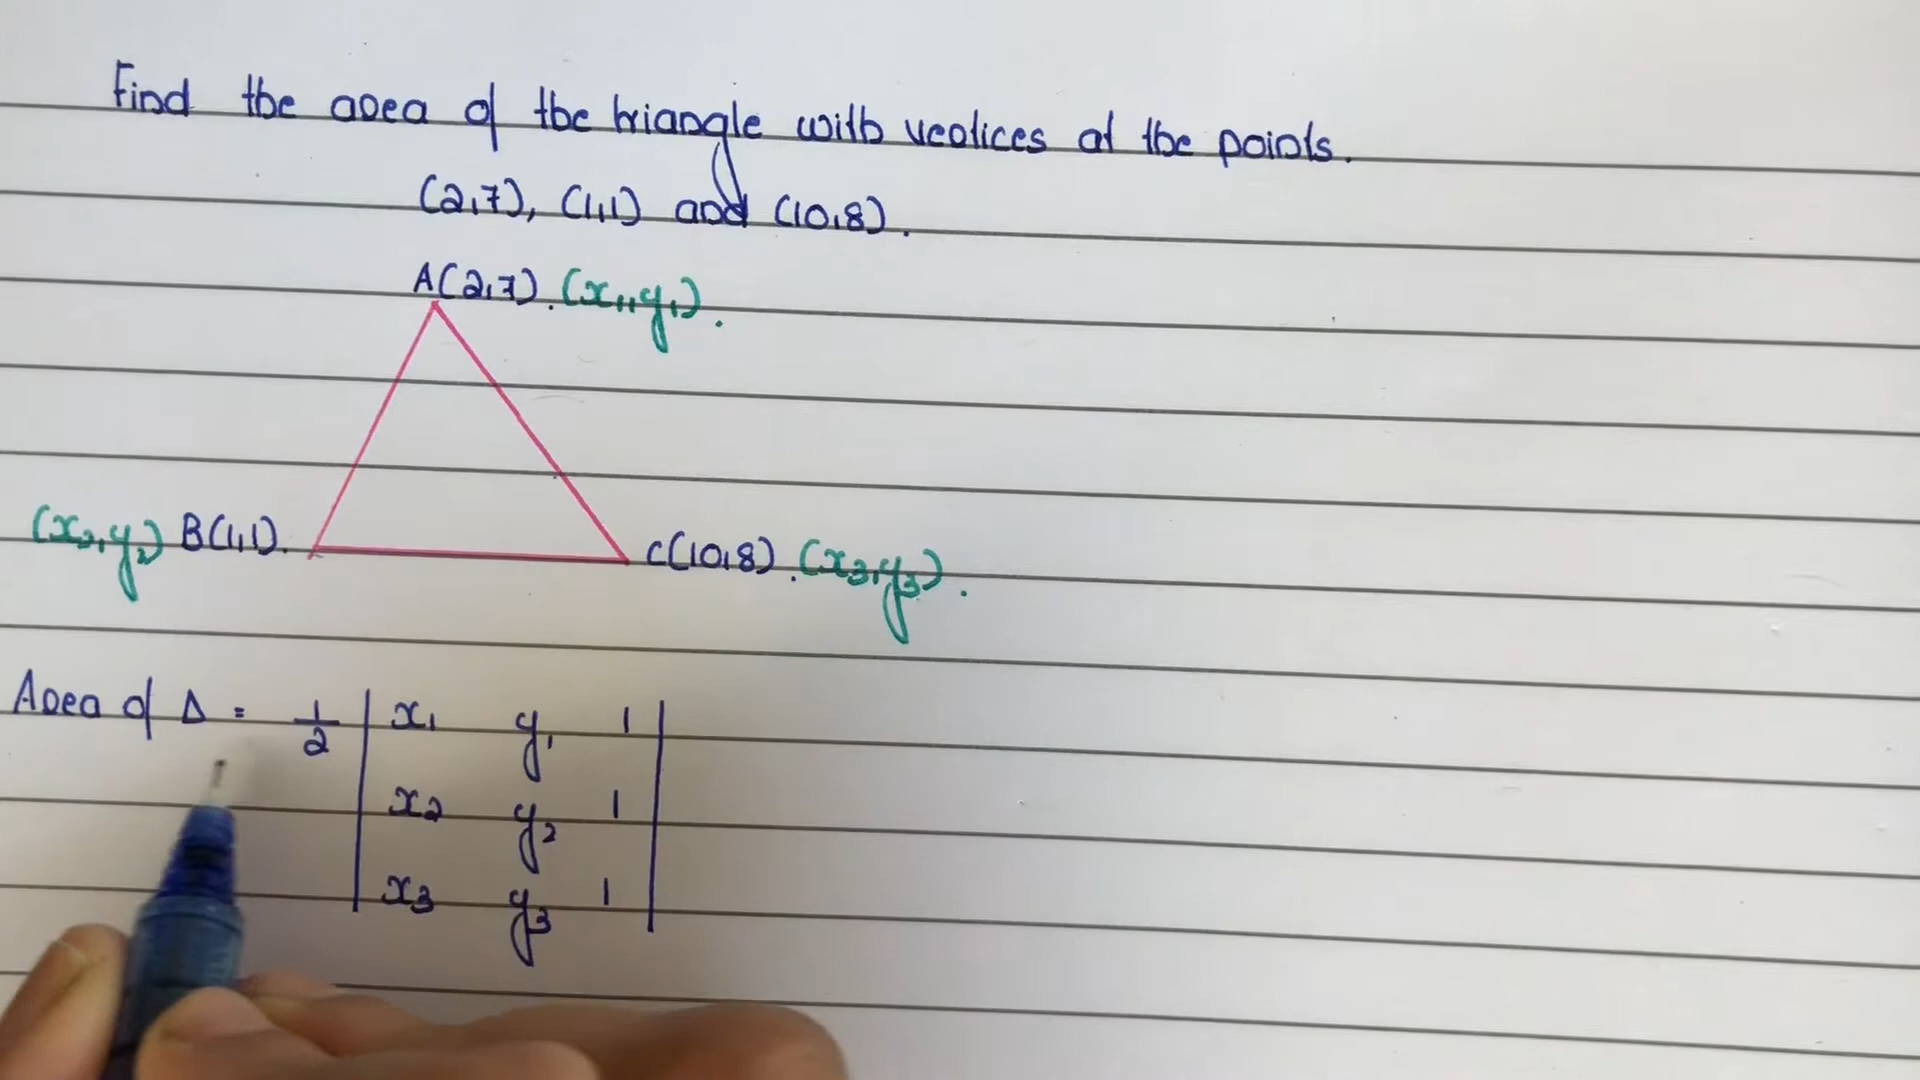 Find the area of the triangle with vertices at the points.
(2,7), (1,1) and (10,8).
A(2,7). (x₁,y₁).
(x₂,y₂) B(1,1).
C(10,8). (x₃,y₃).
Area of Δ = 1/2 | x₁ y₁ 1 |
x₂ y₂ 1
x₃ y₃ 1